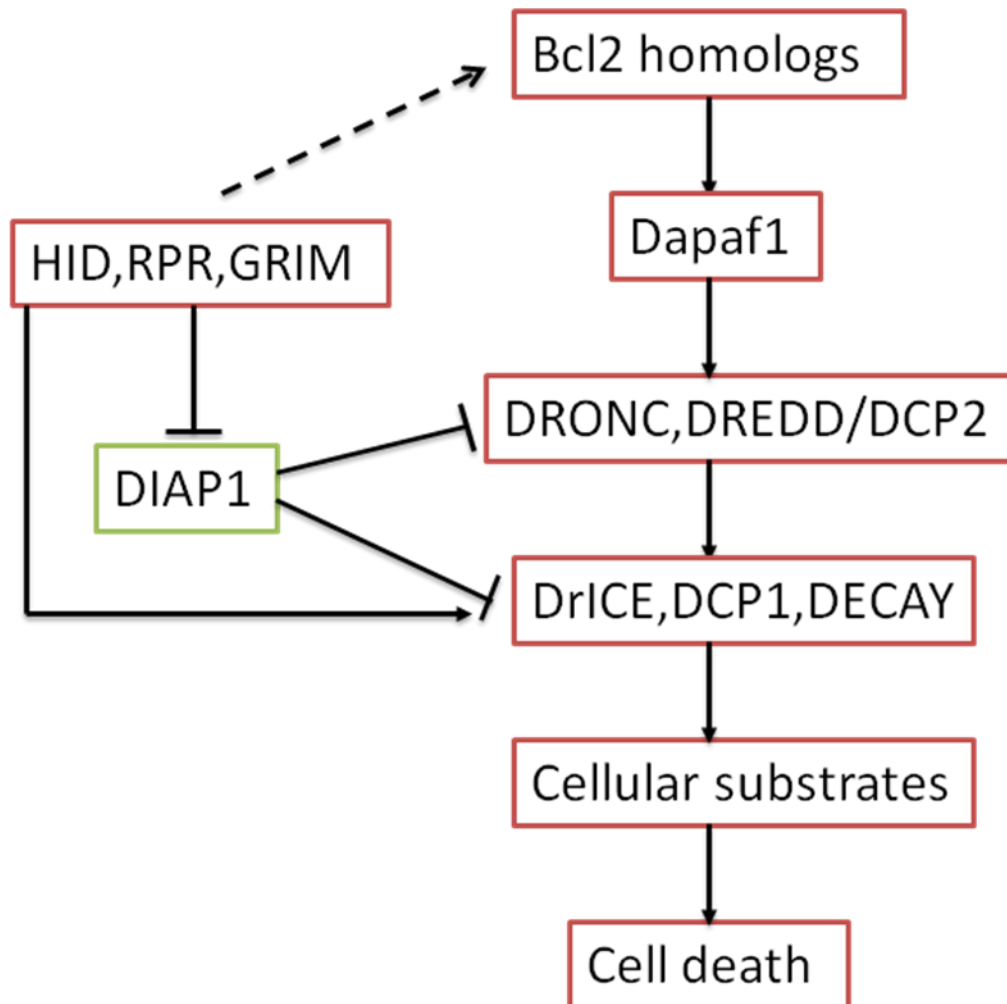 Bcl2 homologs
Dapaf1
HID,RPR,GRIM
DRONC,DREDD/DCP2
DIAP1
DrICE,DCP1,DECAY
Cellular substrates
Cell death